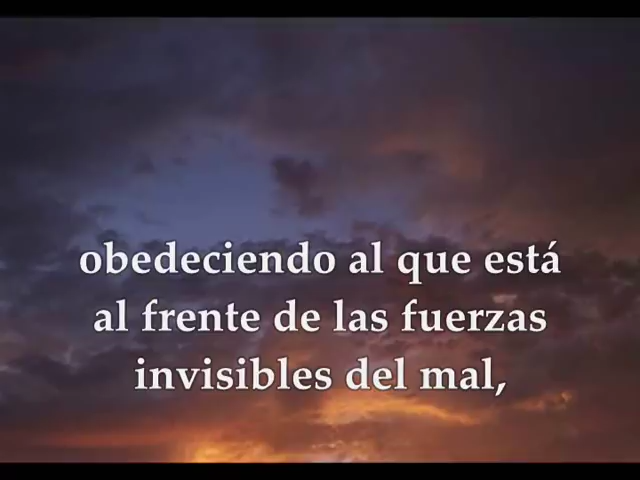 obedeciendo al que está
al frente de las fuerzas
invisibles del mal,